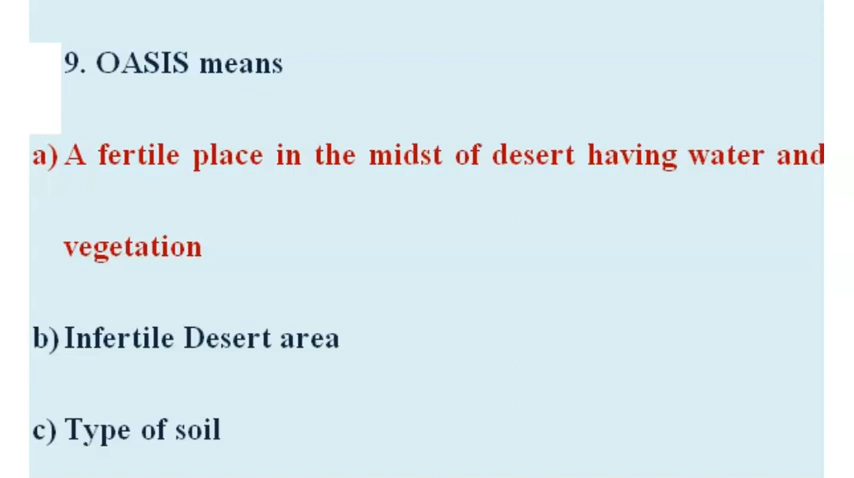 9. OASIS means
a) A fertile place in the midst of desert having water and
vegetation
b) Infertile Desert area
c) Type of soil